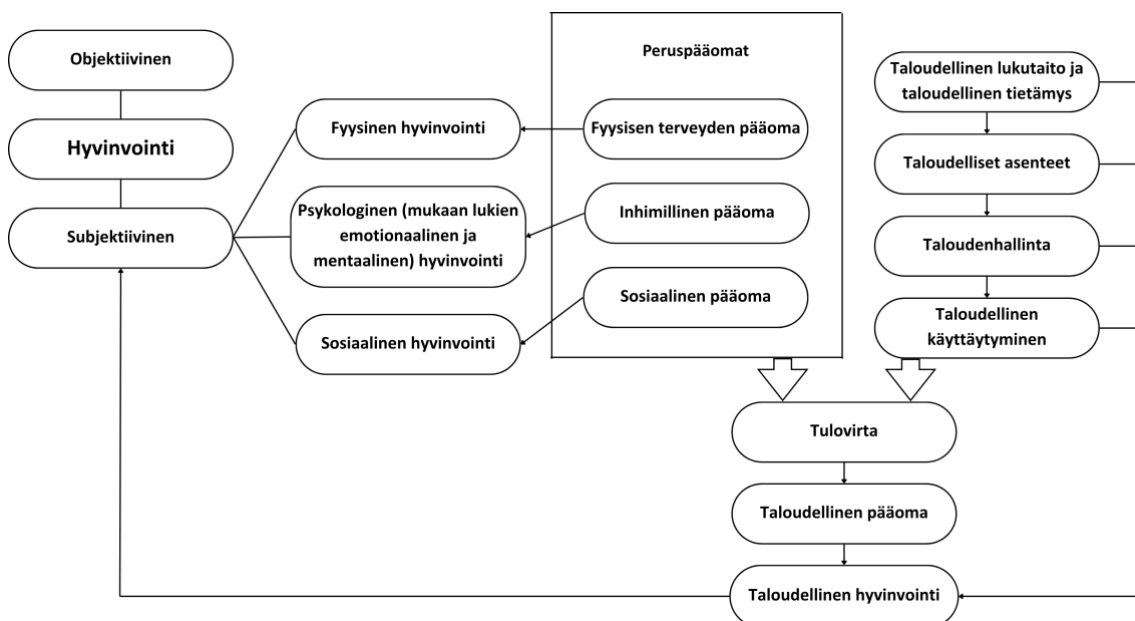 Objektiivinen
Hyvinvointi
Subjektiivinen
Fyysinen hyvinvointi
Psykologinen (mukaan lukien
emotionaalinen ja
mentaalinen) hyvinvointi
Sosiaalinen hyvinvointi
Peruspääomat
Fyysisen terveyden pääoma
Inhimillinen pääoma
Sosiaalinen pääoma
Taloudellinen lukutaito ja
taloudellinen tietämys
Taloudelliset asenteet
Taloudenhallinta
Taloudellinen
käyttäytyminen
Tulovirta
Taloudellinen pääoma
Taloudellinen hyvinvointi